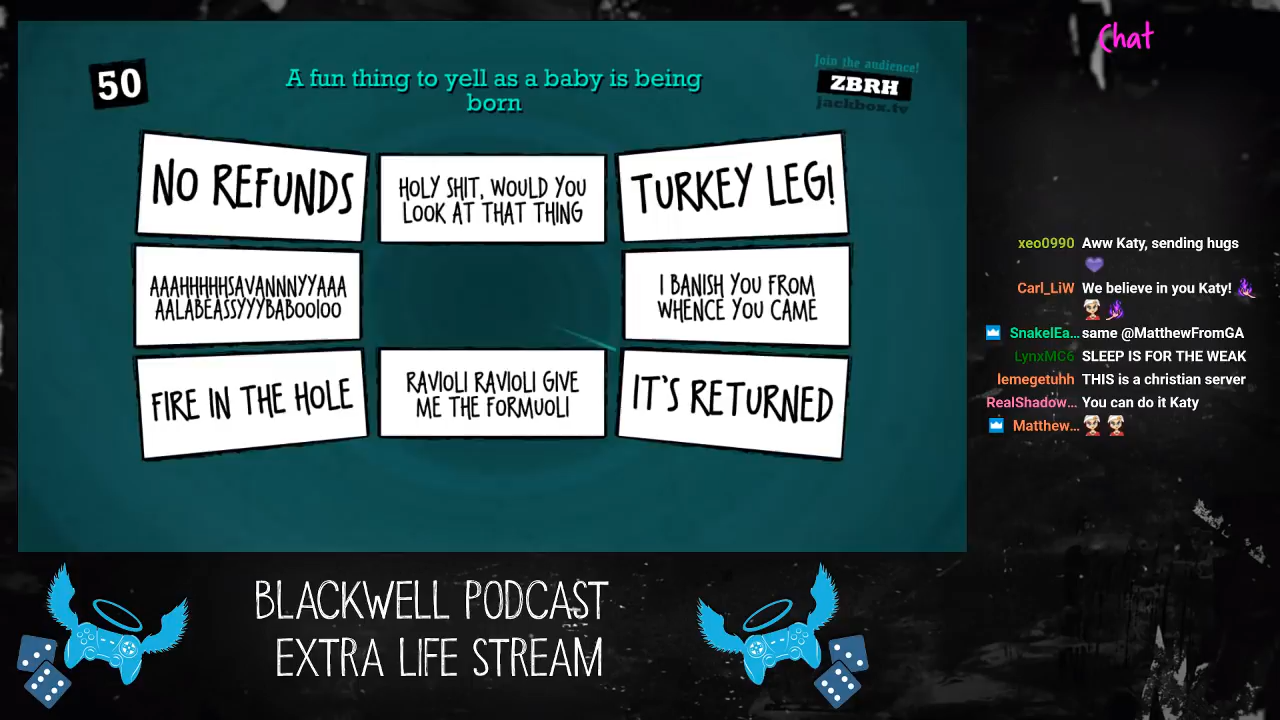 Chat
50
A fun thing to yell as a baby is being
born
Join the audience!
ZBRH
jackbox.tv
NO REFUNDS
HOLY SHIT, WOULD YOU
LOOK AT THAT THING
TURKEY LEG!
AAAHHHHHSAVANNNYYAAA
AALABEASSYYYBABOOIOO
I BANISH YOU FROM
WHENCE YOU CAME
FIRE IN THE HOLE
RAVIOLI RAVIOLI GIVE
ME THE FORMUOLI
IT'S RETURNED
xeo0990 Aww Katy, sending hugs
Carl_LiW We believe in you Katy!
SnakelEa… same @MatthewFromGA
LynxMC6 SLEEP IS FOR THE WEAK
lemegetuhh THIS is a christian server
RealShadow… You can do it Katy
Matthew…
BLACKWELL PODCAST
EXTRA LIFE STREAM